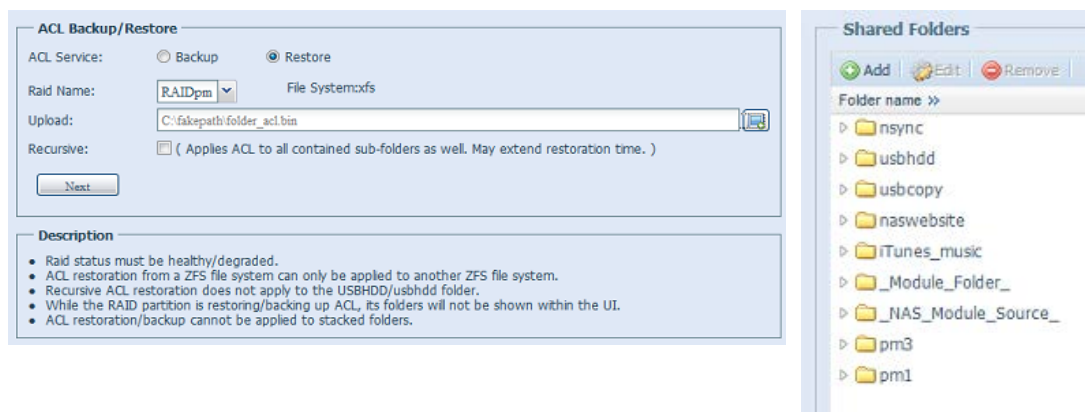 ACL Backup/Restore
ACL Service: Backup Restore
Raid Name: RAIDpm File System:xfs
Upload: C:\fakepath\folder_acl.bin
Recursive: ( Applies ACL to all contained sub-folders as well. May extend restoration time. )
Next
Description
• Raid status must be healthy/degraded.
• ACL restoration from a ZFS file system can only be applied to another ZFS file system.
• Recursive ACL restoration does not apply to the USBHDD/usbhdd folder.
• While the RAID partition is restoring/backing up ACL, its folders will not be shown within the UI.
• ACL restoration/backup cannot be applied to stacked folders.
Shared Folders
Add Edit Remove
Folder name »
nsync
usbhdd
usbcopy
naswebsite
iTunes_music
_Module_Folder_
_NAS_Module_Source_
pm3
pm1